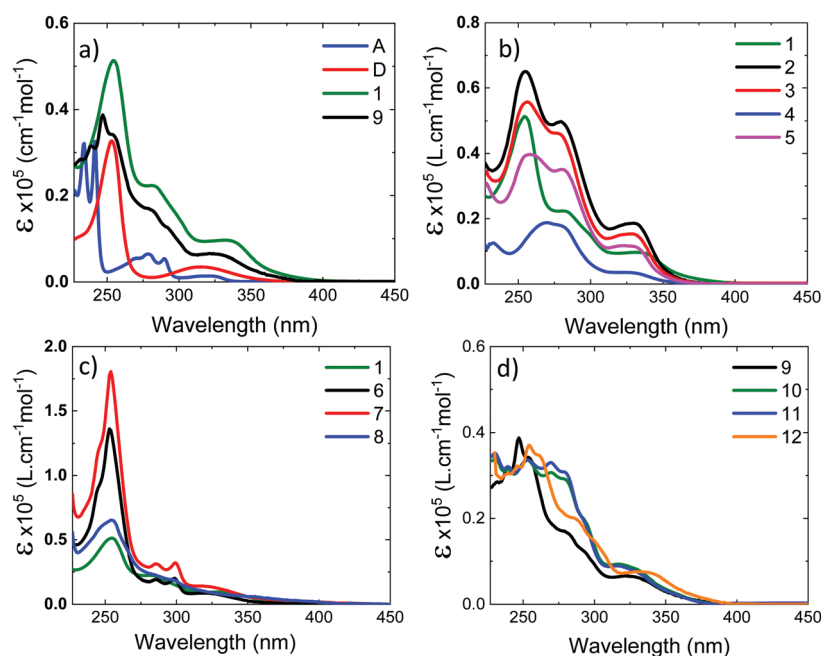 a)
A
D
1
9
0.6
0.4
0.2
0.0
ε x10⁵ (cm⁻¹mol⁻¹)
250 300 350 400 450
Wavelength (nm)
b)
1
2
3
4
5
0.8
0.6
0.4
0.2
0.0
ε x10⁵ (L.cm⁻¹mol⁻¹)
250 300 350 400 450
Wavelength (nm)
c)
1
6
7
8
2.0
1.5
1.0
0.5
0.0
ε x10⁵ (L.cm⁻¹mol⁻¹)
250 300 350 400 450
Wavelength (nm)
d)
9
10
11
12
0.6
0.4
0.2
0.0
ε x10⁵ (L.cm⁻¹mol⁻¹)
250 300 350 400 450
Wavelength (nm)